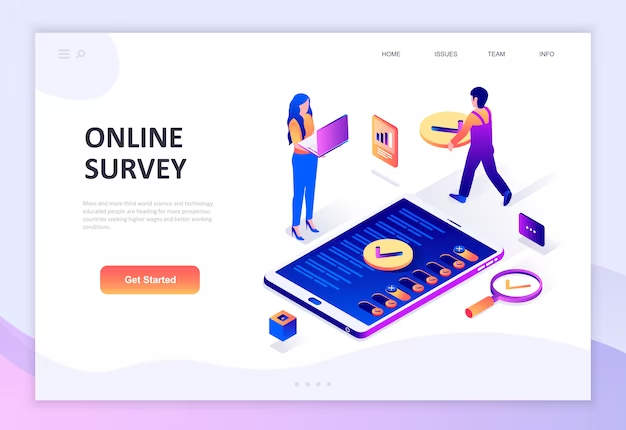 HOME ISSUES TEAM INFO
ONLINE
SURVEY
More and more third world science and technology
educated people are heading for more prosperous
countries seeking higher wages and better working
conditions.
Get Started